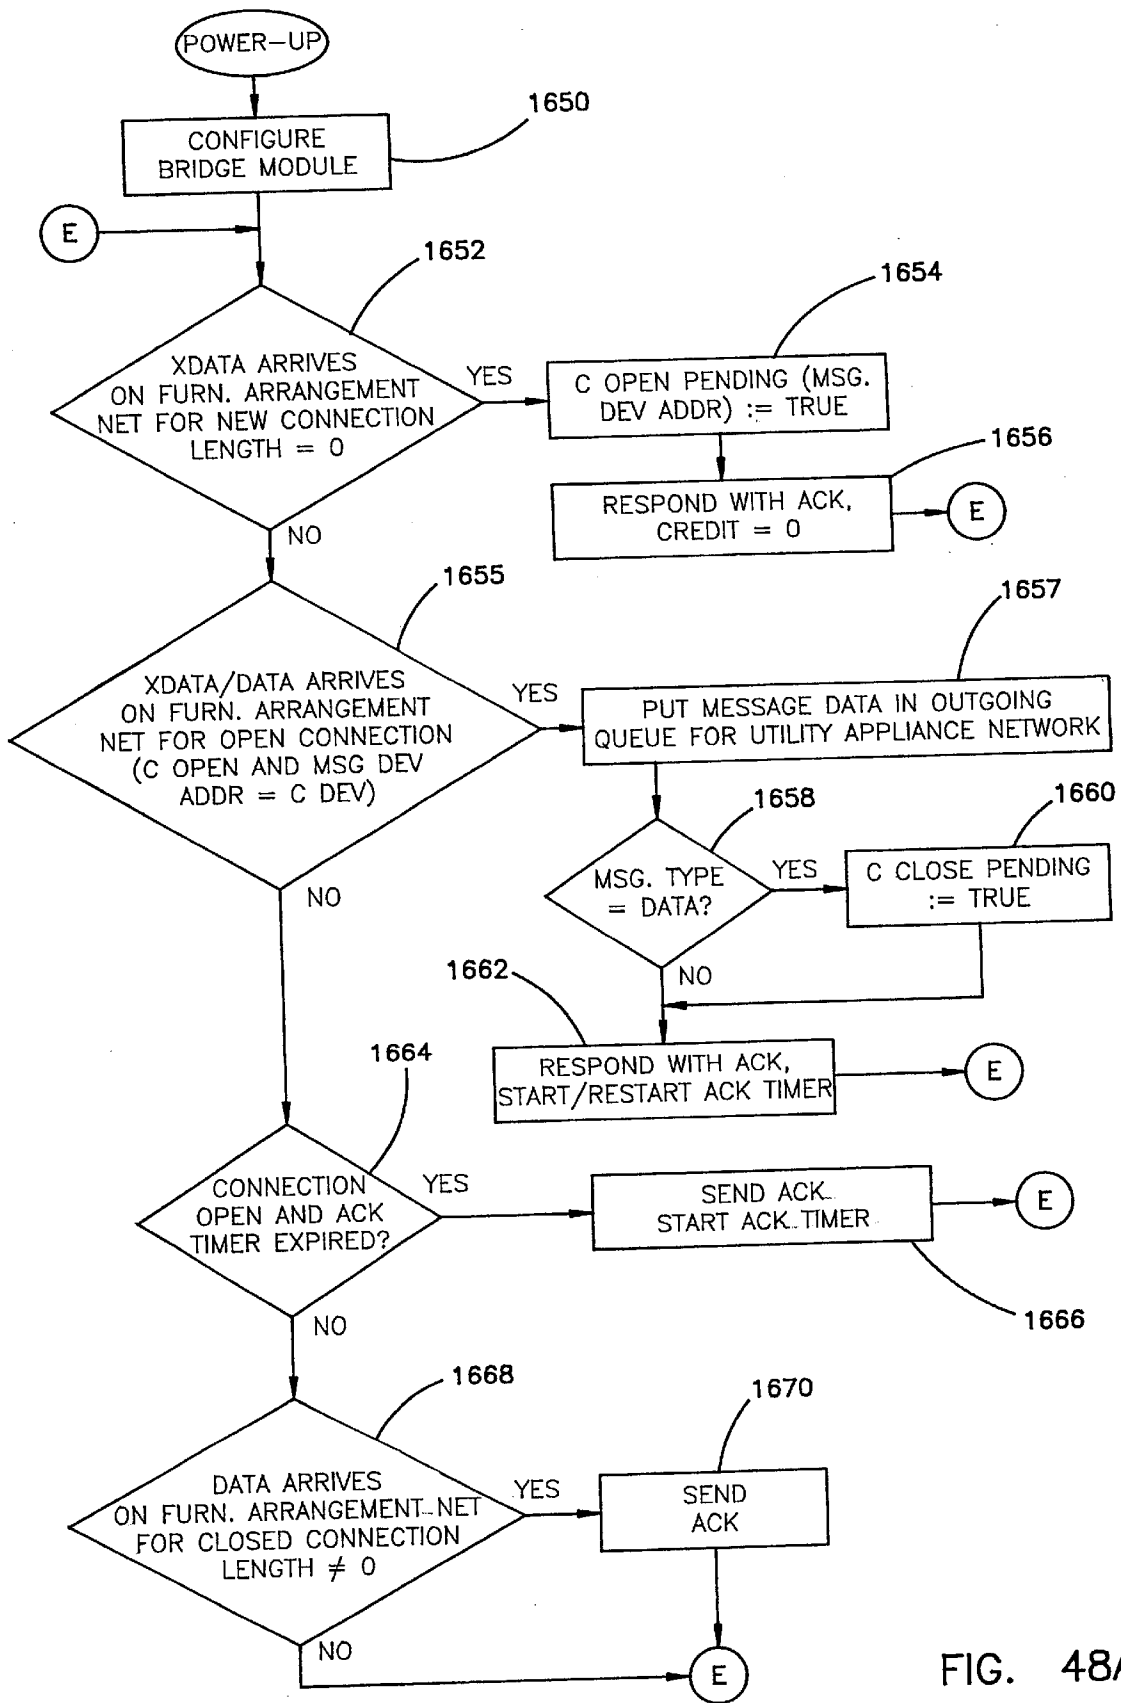 POWER-UP
1650
CONFIGURE
BRIDGE MODULE
E
1652
1654
XDATA ARRIVES
ON FURN. ARRANGEMENT
NET FOR NEW CONNECTION
LENGTH = 0
YES
C OPEN PENDING (MSG.
DEV ADDR) := TRUE
1656
RESPOND WITH ACK,
CREDIT = 0
E
NO
1655
1657
XDATA/DATA ARRIVES
ON FURN. ARRANGEMENT
NET FOR OPEN CONNECTION
(C OPEN AND MSG DEV
ADDR = C DEV)
YES
PUT MESSAGE DATA IN OUTGOING
QUEUE FOR UTILITY APPLIANCE NETWORK
1658
1660
MSG. TYPE
= DATA?
YES
C CLOSE PENDING
:= TRUE
NO
NO
1662
RESPOND WITH ACK,
START/RESTART ACK TIMER
E
1664
CONNECTION
OPEN AND ACK
TIMER EXPIRED?
YES
SEND ACK
START ACK TIMER
E
1666
NO
1668
1670
DATA ARRIVES
ON FURN. ARRANGEMENT NET
FOR CLOSED CONNECTION
LENGTH ≠ 0
YES
SEND
ACK
NO
E
FIG. 48A